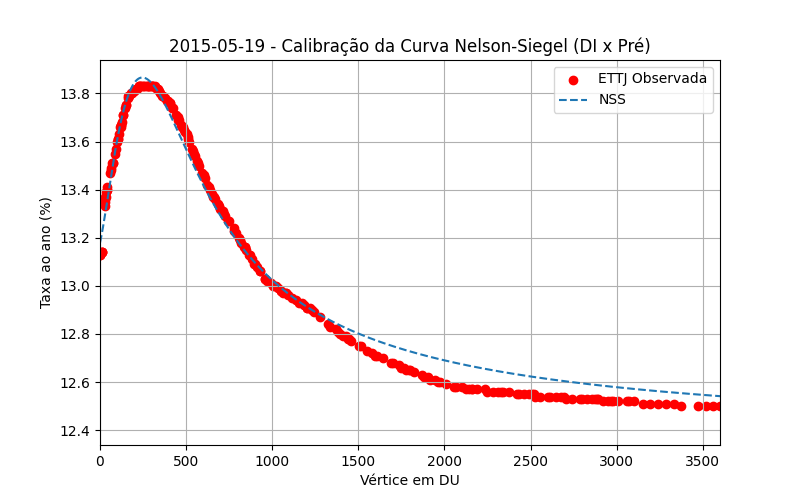 2015-05-19 - Calibração da Curva Nelson-Siegel (DI x Pré)
ETTJ Observada
NSS
Taxa ao ano (%)
13.8
13.6
13.4
13.2
13.0
12.8
12.6
12.4
0 500 1000 1500 2000 2500 3000 3500
Vértice em DU